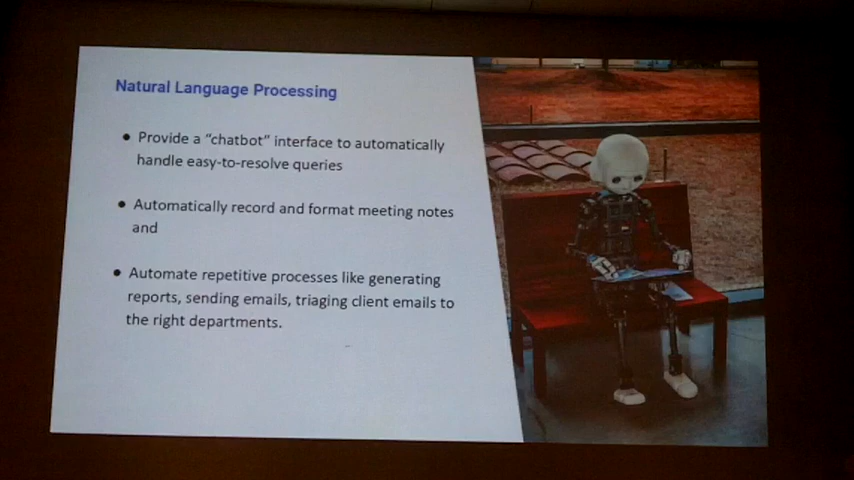 Natural Language Processing
• Provide a “chatbot” interface to automatically
handle easy-to-resolve queries
• Automatically record and format meeting notes
and
• Automate repetitive processes like generating
reports, sending emails, triaging client emails to
the right departments.